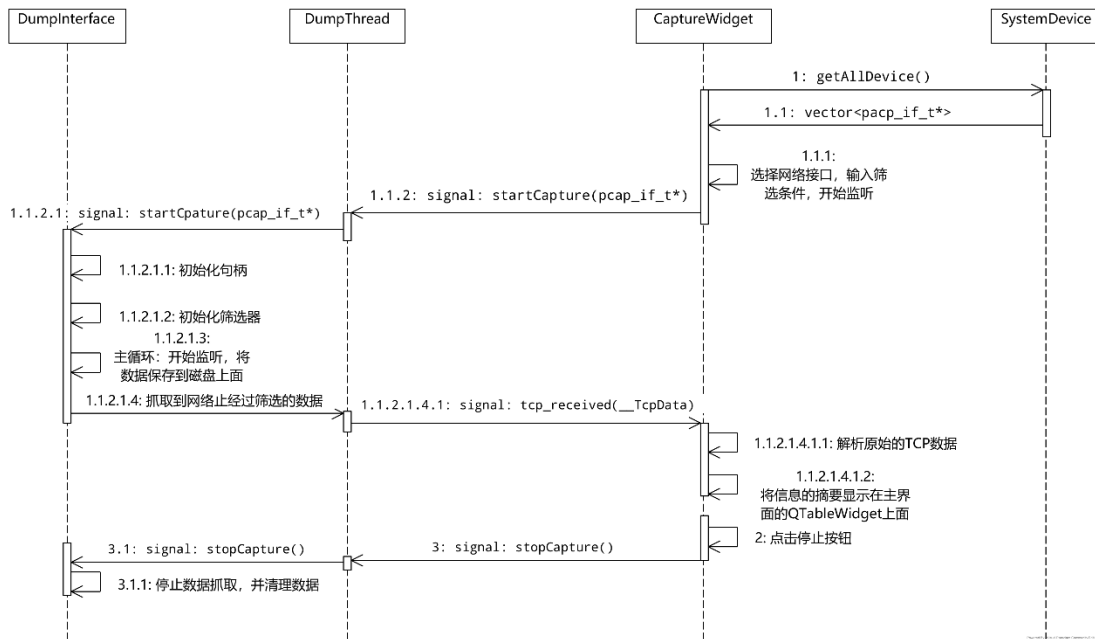 DumpInterface
DumpThread
CaptureWidget
SystemDevice
1: getAllDevice()
1.1: vector<pacp_if_t*>
1.1.1:
选择网络接口，输入筛
选条件，开始监听
1.1.2: signal: startCapture(pcap_if_t*)
1.1.2.1: signal: startCpature(pcap_if_t*)
1.1.2.1.1: 初始化句柄
1.1.2.1.2: 初始化筛选器
1.1.2.1.3:
主循环：开始监听，将
数据保存到磁盘上面
1.1.2.1.4: 抓取到网络止经过筛选的数据
1.1.2.1.4.1: signal: tcp_received(__TcpData)
1.1.2.1.4.1.1: 解析原始的TCP数据
1.1.2.1.4.1.2:
将信息的摘要显示在主界
面的QTableWidget上面
2: 点击停止按钮
3: signal: stopCapture()
3.1: signal: stopCapture()
3.1.1: 停止数据抓取，并清理数据